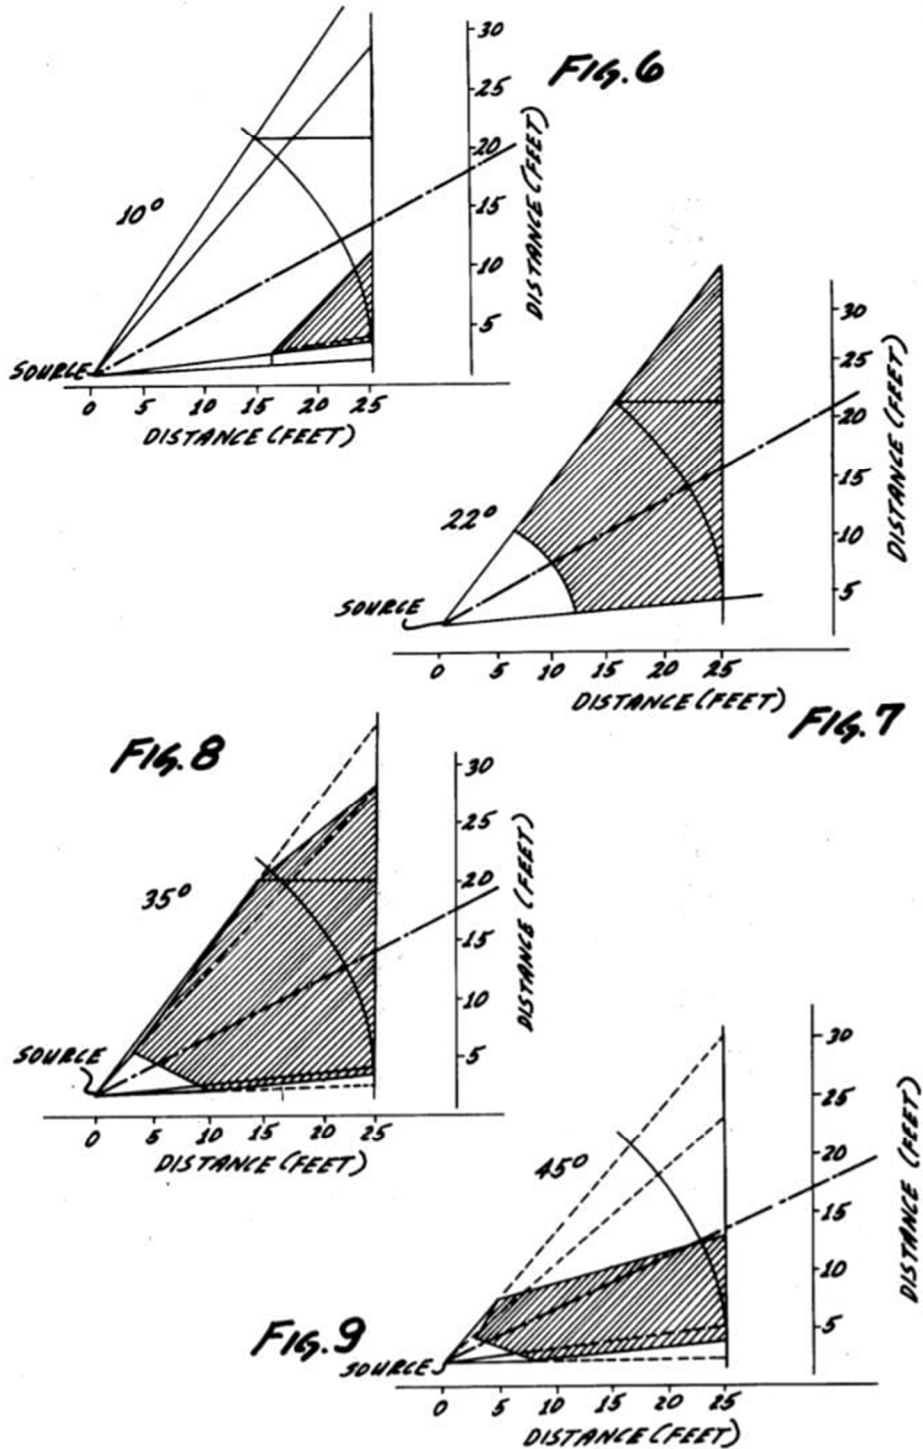 FIG. 6
10°
30
25
20
15
10
5
DISTANCE (FEET)
SOURCE
0 5 10 15 20 25
DISTANCE (FEET)
22°
30
25
20
15
10
5
DISTANCE (FEET)
SOURCE
0 5 10 15 20 25
DISTANCE (FEET)
FIG. 7
FIG. 8
35°
30
25
20
15
10
5
DISTANCE (FEET)
SOURCE
0 5 10 15 20 25
DISTANCE (FEET)
45°
30
25
20
15
10
5
DISTANCE (FEET)
FIG. 9
SOURCE
0 5 10 15 20 25
DISTANCE (FEET)